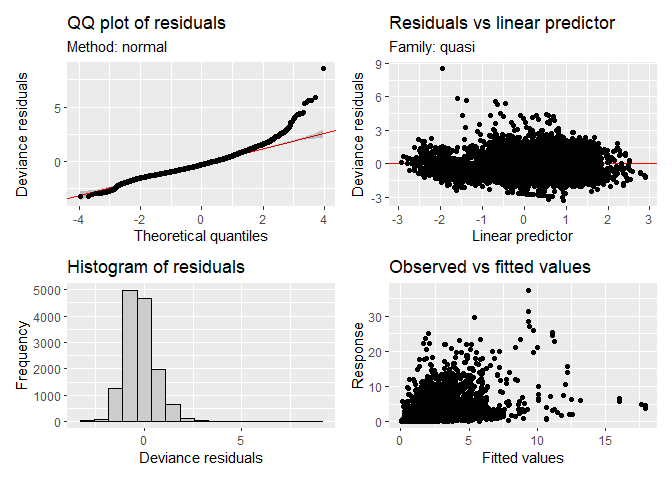 QQ plot of residuals
Method: normal
Deviance residuals
5
0
-4
-2
0
2
4
Theoretical quantiles
Residuals vs linear predictor
Family: quasi
Deviance residuals
9
6
3
0
-3
-3
-2
-1
0
1
2
3
Linear predictor
Histogram of residuals
Frequency
5000
4000
3000
2000
1000
0
0
5
Deviance residuals
Observed vs fitted values
Response
30
20
10
0
0
5
10
15
Fitted values